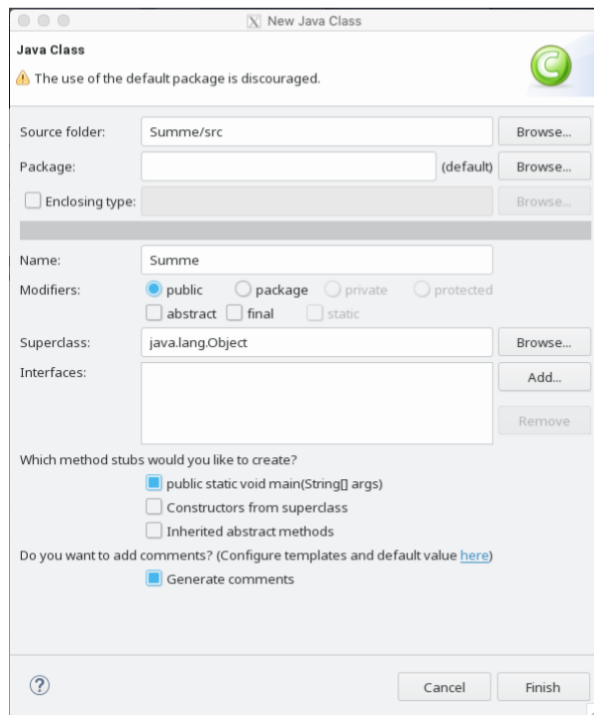 New Java Class
Java Class
The use of the default package is discouraged.
Source folder: Summe/src Browse...
Package: (default) Browse...
Enclosing type: Browse...
Name: Summe
Modifiers: public package private protected
abstract final static
Superclass: java.lang.Object Browse...
Interfaces: Add...
Remove
Which method stubs would you like to create?
public static void main(String[] args)
Constructors from superclass
Inherited abstract methods
Do you want to add comments? (Configure templates and default value here)
Generate comments
? Cancel Finish